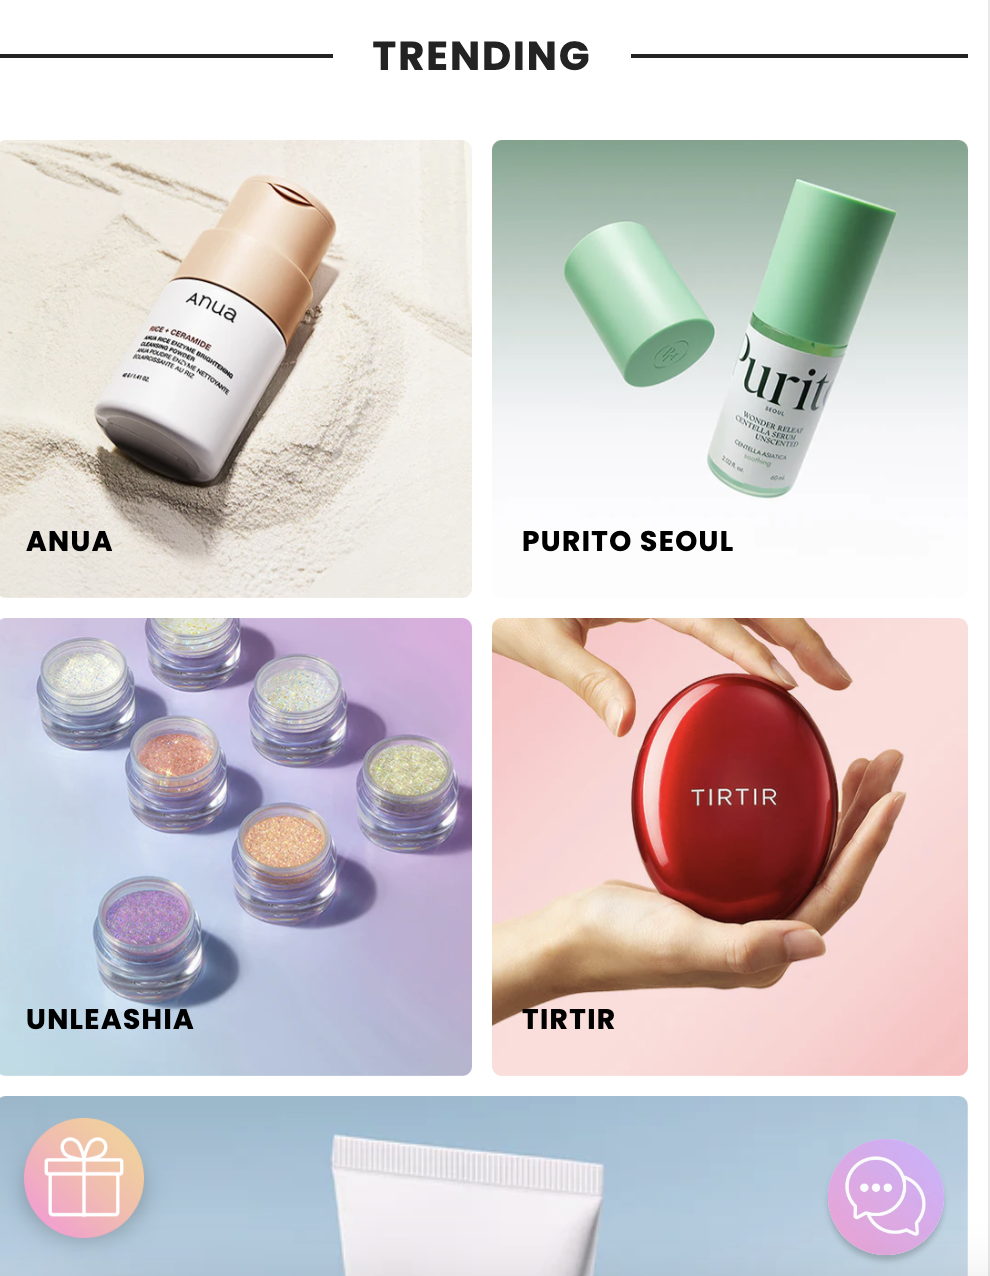 TRENDING
Anua
RICE + CERAMIDE
ANUA RICE ENZYME BRIGHTENING
CLEANSING POWDER
ANUA POUDRE ENZYME NETTOYANTE
ÉCLAIRCISSANTE AU RIZ
40 G / 1.41 OZ.
ANUA
Purito
SEOUL
WONDER RELEAF
CENTELLA SERUM
UNSCENTED
CENTELLA ASIATICA
soothing
2.02 fl. oz. 60 ml
PURITO SEOUL
UNLEASHIA
TIRTIR
TIRTIR